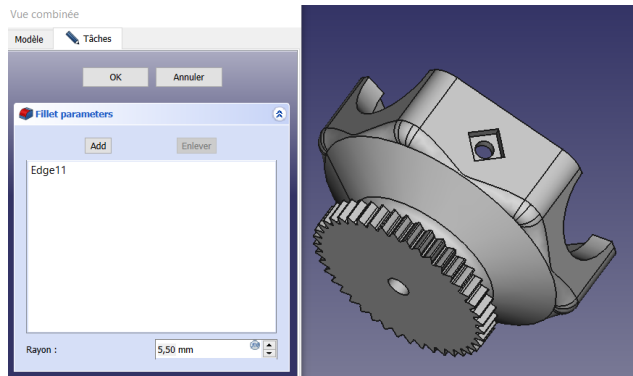 Vue combinée
Modèle Tâches
OK Annuler
Fillet parameters
Add Enlever
Edge11
Rayon : 5,50 mm